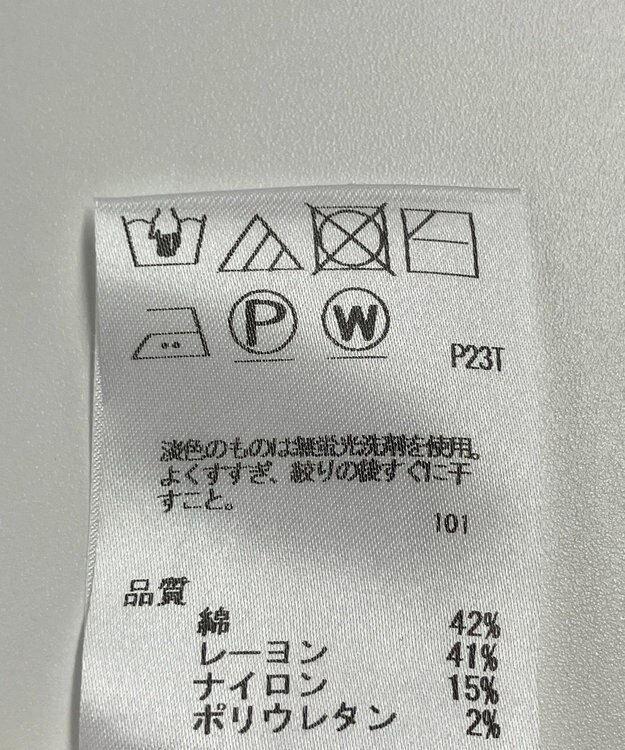 P
W
P23T
淡色のものは無蛍光洗剤を使用。
よくすすぎ、絞りの後すぐに干
すこと。
101
品質
綿 42%
レーヨン 41%
ナイロン 15%
ポリウレタン 2%